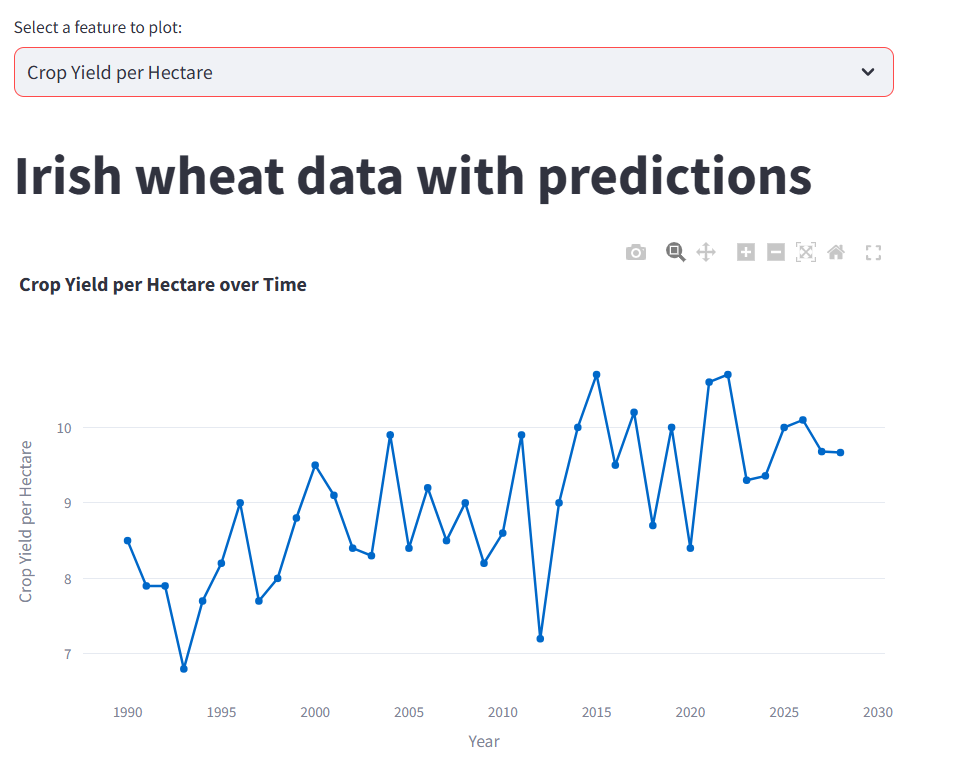 Select a feature to plot:
Crop Yield per Hectare
Irish wheat data with predictions
Crop Yield per Hectare over Time
Crop Yield per Hectare
10
9
8
7
1990 1995 2000 2005 2010 2015 2020 2025 2030
Year